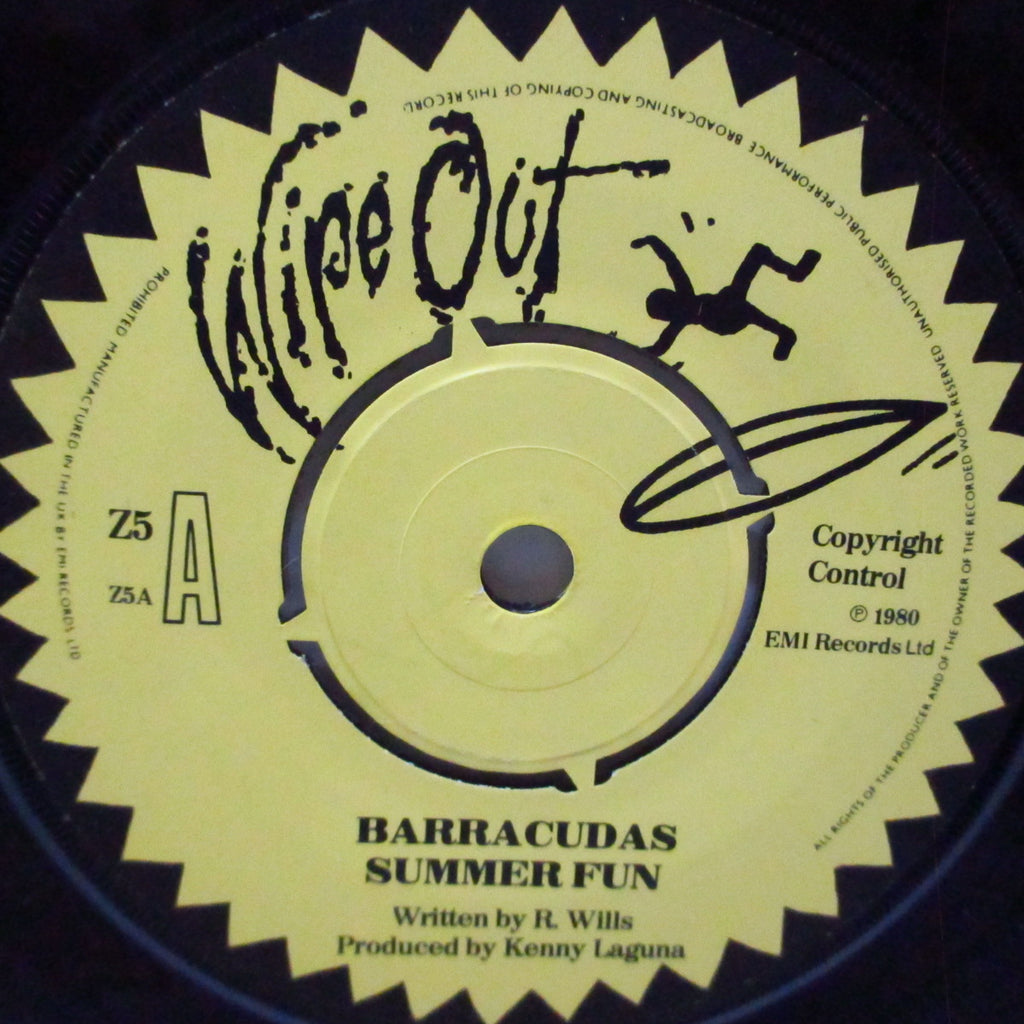 Wipe Out
Z5
A
Z5A
Copyright
Control
℗ 1980
EMI Records Ltd
BARRACUDAS
SUMMER FUN
Written by R. Wills
Produced by Kenny Laguna
ALL RIGHTS OF THE PRODUCER AND OF THE OWNER OF THE RECORDED WORK RESERVED UNAUTHORISED PUBLIC PERFORMANCE BROADCASTING AND COPYING OF THIS RECORD PROHIBITED MANUFACTURED IN THE UK BY EMI RECORDS LTD